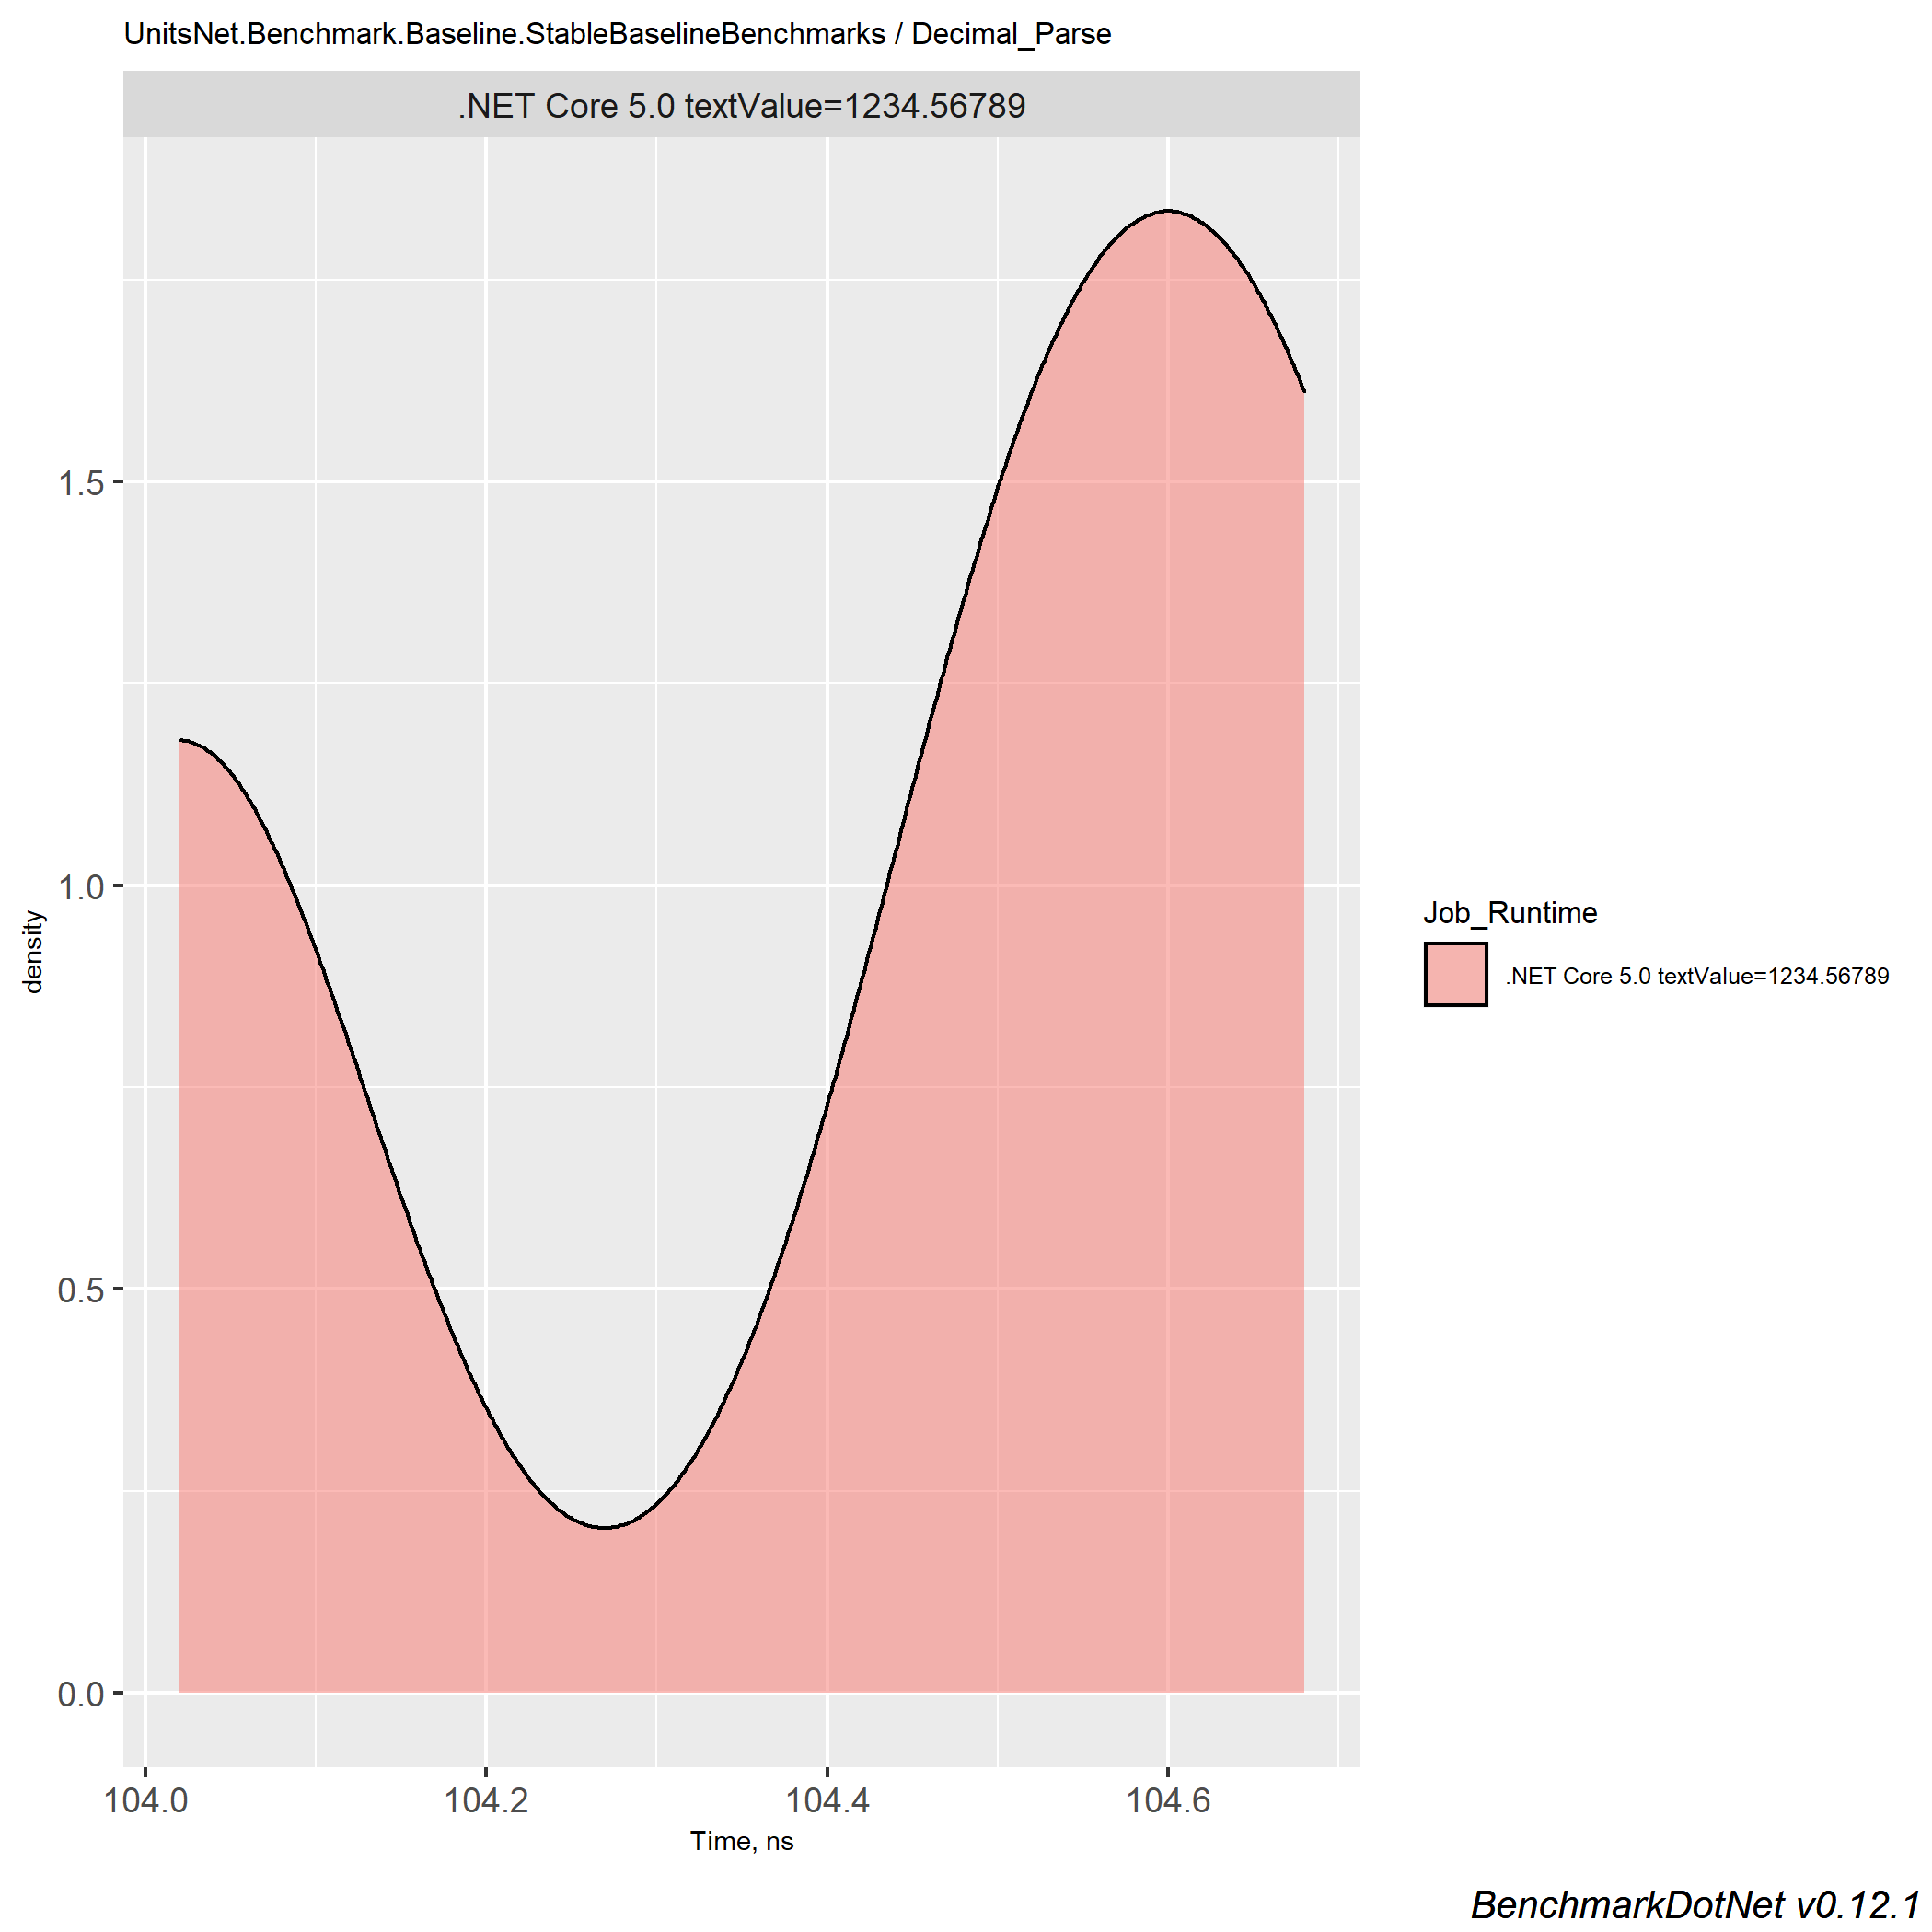 UnitsNet.Benchmark.Baseline.StableBaselineBenchmarks / Decimal_Parse
.NET Core 5.0 textValue=1234.56789
1.5
1.0
0.5
0.0
density
104.0 104.2 104.4 104.6
Time, ns
Job_Runtime
.NET Core 5.0 textValue=1234.56789
BenchmarkDotNet v0.12.1